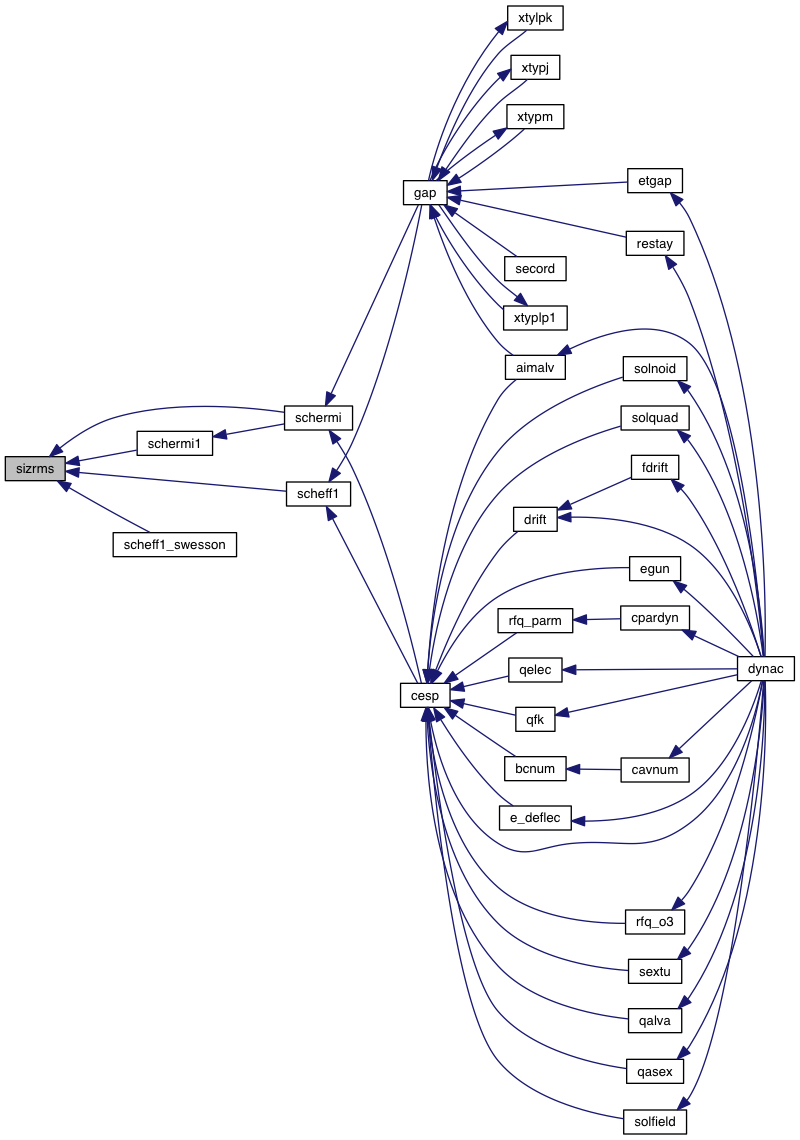 xtylpk
xtypj
xtypm
etgap
gap
restay
secord
xtyplp1
aimalv
solnoid
schermi
solquad
schermi1
fdrift
sizrms
scheff1
drift
scheff1_swesson
egun
rfq_parm
cpardyn
qelec
dynac
cesp
qfk
bcnum
cavnum
e_deflec
rfq_o3
sextu
qalva
qasex
solfield